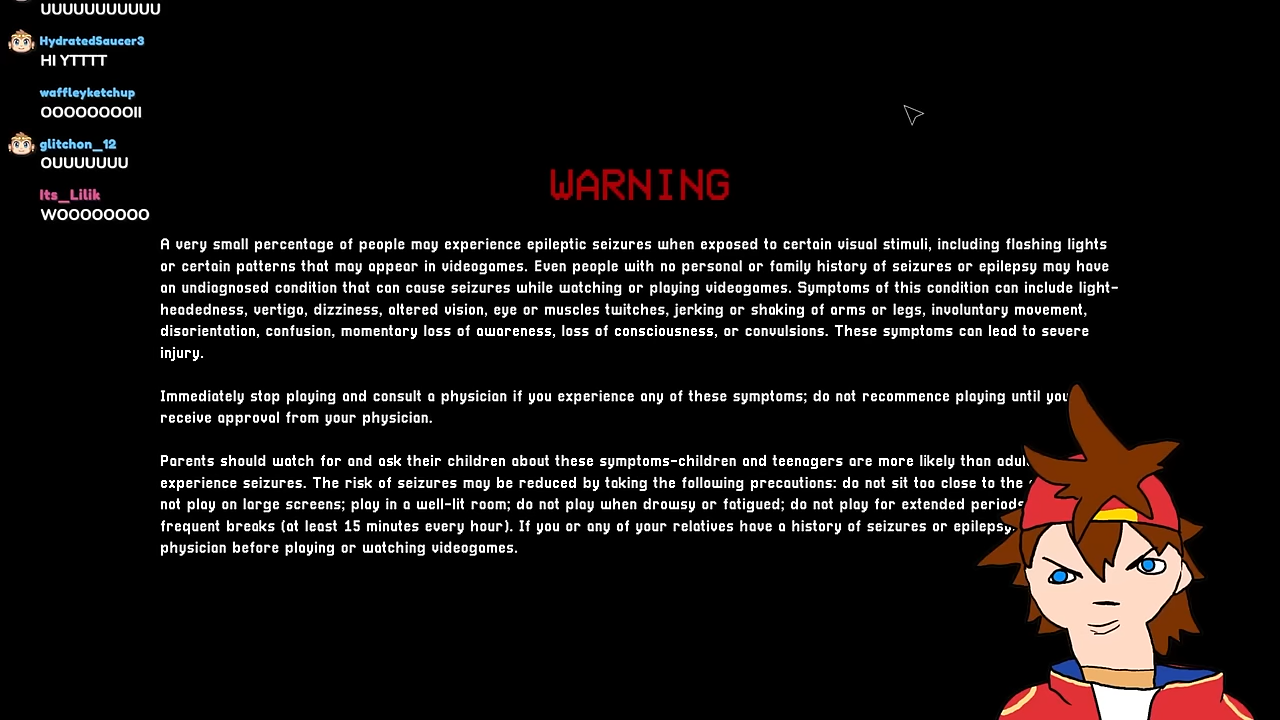 UUUUUUUUUUU
HydratedSaucer3
HI YTTTT
waffleyketchup
OOOOOOOOII
glitchon_12
OUUUUUUU
Its_Lilik
WOOOOOOOO
WARNING
A very small percentage of people may experience epileptic seizures when exposed to certain visual stimuli, including flashing lights
or certain patterns that may appear in videogames. Even people with no personal or family history of seizures or epilepsy may have
an undiagnosed condition that can cause seizures while watching or playing videogames. Symptoms of this condition can include light-
headedness, vertigo, dizziness, altered vision, eye or muscles twitches, jerking or shaking of arms or legs, involuntary movement,
disorientation, confusion, momentary loss of awareness, loss of consciousness, or convulsions. These symptoms can lead to severe
injury.
Immediately stop playing and consult a physician if you experience any of these symptoms; do not recommence playing until you
receive approval from your physician.
Parents should watch for and ask their children about these symptoms-children and teenagers are more likely than
experience seizures. The risk of seizures may be reduced by taking the following precautions: do not sit too close to the
not play on large screens; play in a well-lit room; do not play when drowsy or fatigued; do not play for extended periods
frequent breaks (at least 15 minutes every hour). If you or any of your relatives have a history of seizures or epilepsy,
physician before playing or watching videogames.